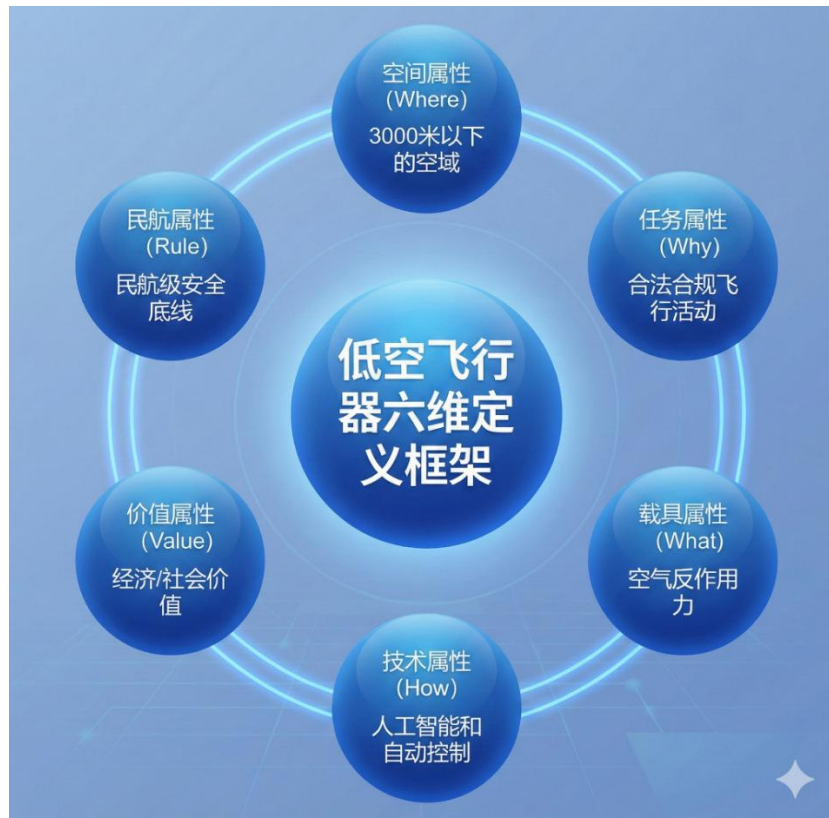 空间属性
(Where)
3000米以下
的空域
民航属性
(Rule)
民航级安全
底线
任务属性
(Why)
合法合规飞
行活动
低空飞行
器六维定
义框架
价值属性
(Value)
经济/社会价
值
载具属性
(What)
空气反作用
力
技术属性
(How)
人工智能和
自动控制